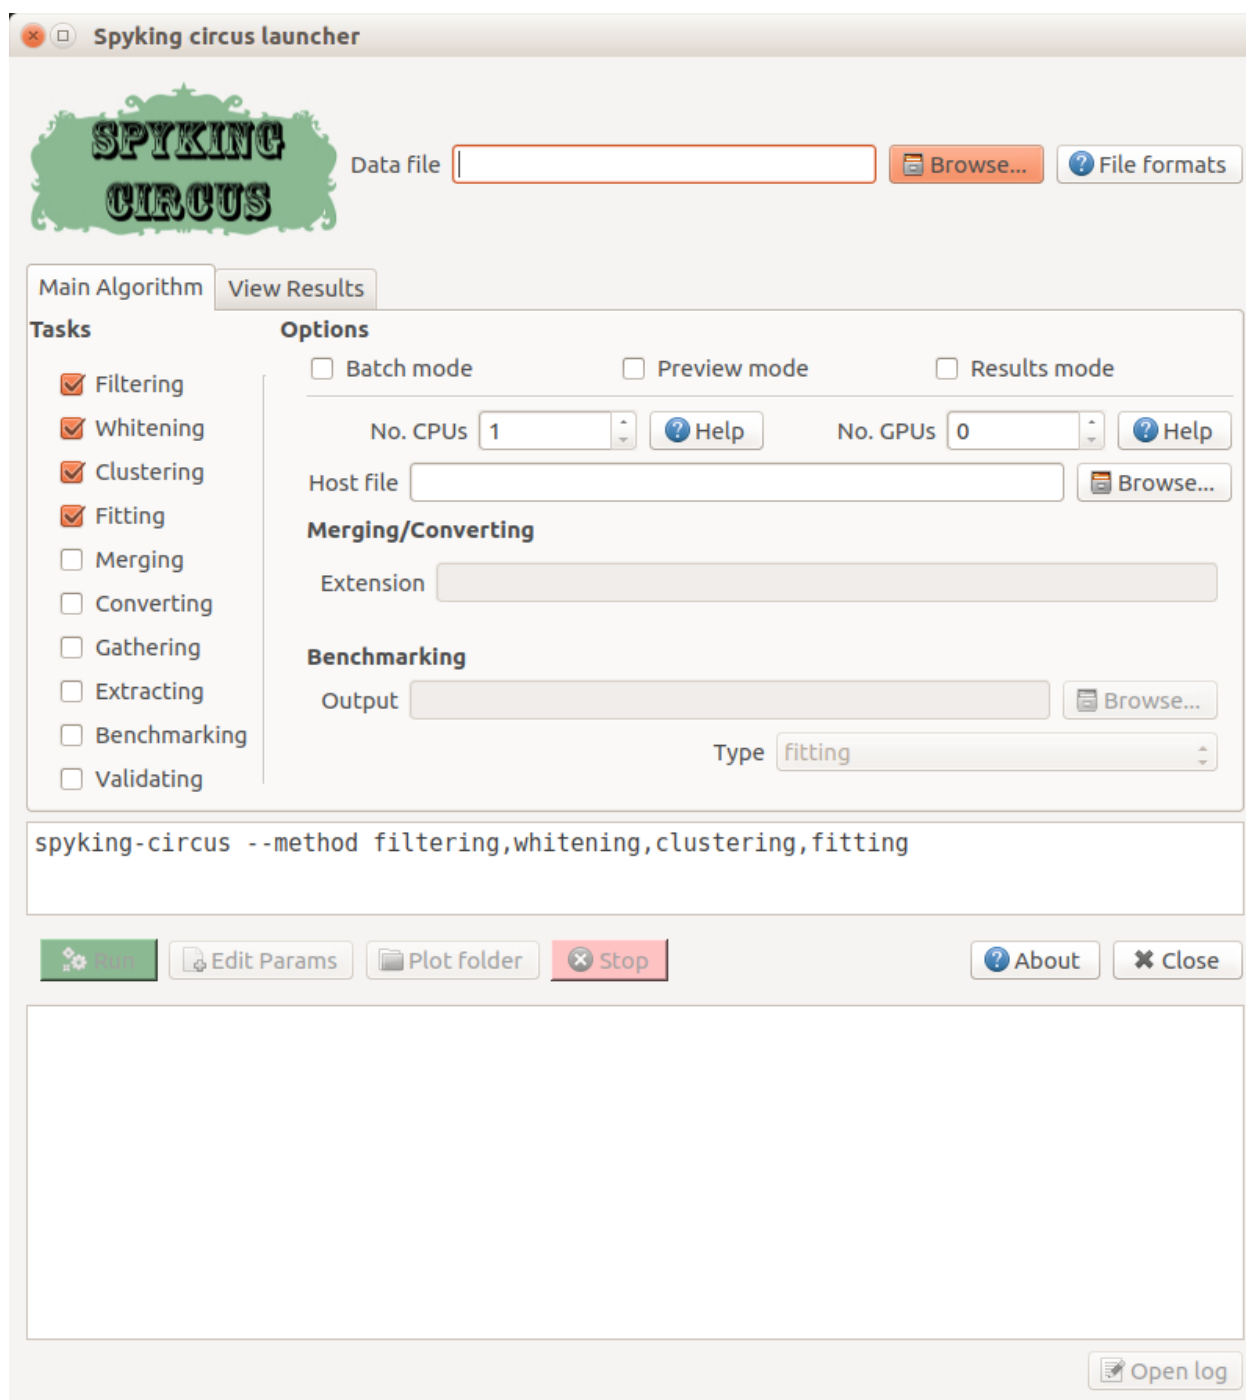 Spyking circus launcher
SPYKING
CIRCUS
Data file
Browse...
File formats
Main Algorithm
View Results
Tasks
Filtering
Whitening
Clustering
Fitting
Merging
Converting
Gathering
Extracting
Benchmarking
Validating
Options
Batch mode
Preview mode
Results mode
No. CPUs 1
Help
No. GPUs 0
Help
Host file
Browse...
Merging/Converting
Extension
Benchmarking
Output
Browse...
Type fitting
spyking-circus --method filtering,whitening,clustering,fitting
Run
Edit Params
Plot folder
Stop
About
Close
Open log